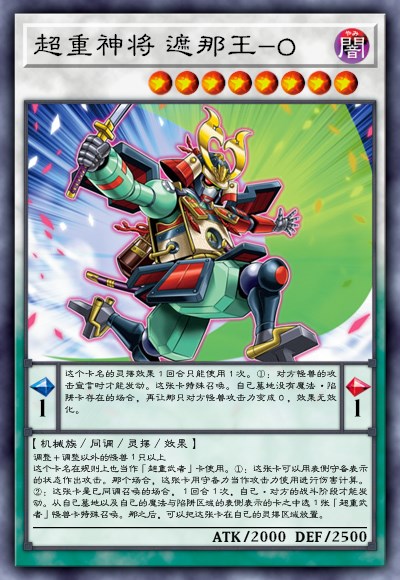 超重神将 遮那王-O
やみ
闇
这个卡名的灵摆效果1回合只能使用1次。①：对方怪兽的攻
击宣言时才能发动。这张卡特殊召唤。自己墓地没有魔法·陷
阱卡存在的场合，再让那只对方怪兽攻击力变成0，效果无效
化。
1
1
【机械族／同调／灵摆／效果】
调整＋调整以外的怪兽1只以上
这个卡名在规则上也当作「超重武者」卡使用。①：这张卡可以用表侧守备表示
的状态作出攻击。那个场合，这张卡用守备力当作攻击力使用进行伤害计算。
②：这张卡是已同调召唤的场合，1回合1次，自己·对方的战斗阶段才能发
动。从自己墓地以及自己的魔法与陷阱区域的表侧表示的卡之中选1张「超重武
者」怪兽卡特殊召唤。那之后，可以把这张卡在自己的灵摆区域放置。
ATK/2000 DEF/2500